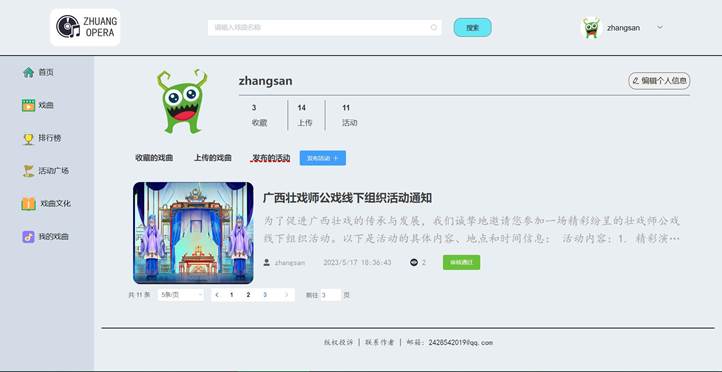 ZHUANG
OPERA
请输入戏曲名称
搜索
zhangsan
首页
戏曲
排行榜
活动广场
戏曲文化
我的戏曲
zhangsan
编辑个人信息
3 14 11
收藏 上传 活动
收藏的戏曲 上传的戏曲 发布的活动 发布活动 +
广西壮戏师公戏线下组织活动通知
为了促进广西壮戏的传承与发展，我们诚挚地邀请您参加一场精彩纷呈的壮戏师公戏
线下组织活动。以下是活动的具体内容、地点和时间信息： 活动内容：1. 精彩演…
zhangsan 2023/5/17 18:36:43 2 审核通过
共 11 条 5条/页 < 1 2 3 > 前往 3 页
版权投诉 | 联系作者 | 邮箱：2428542019@qq.com